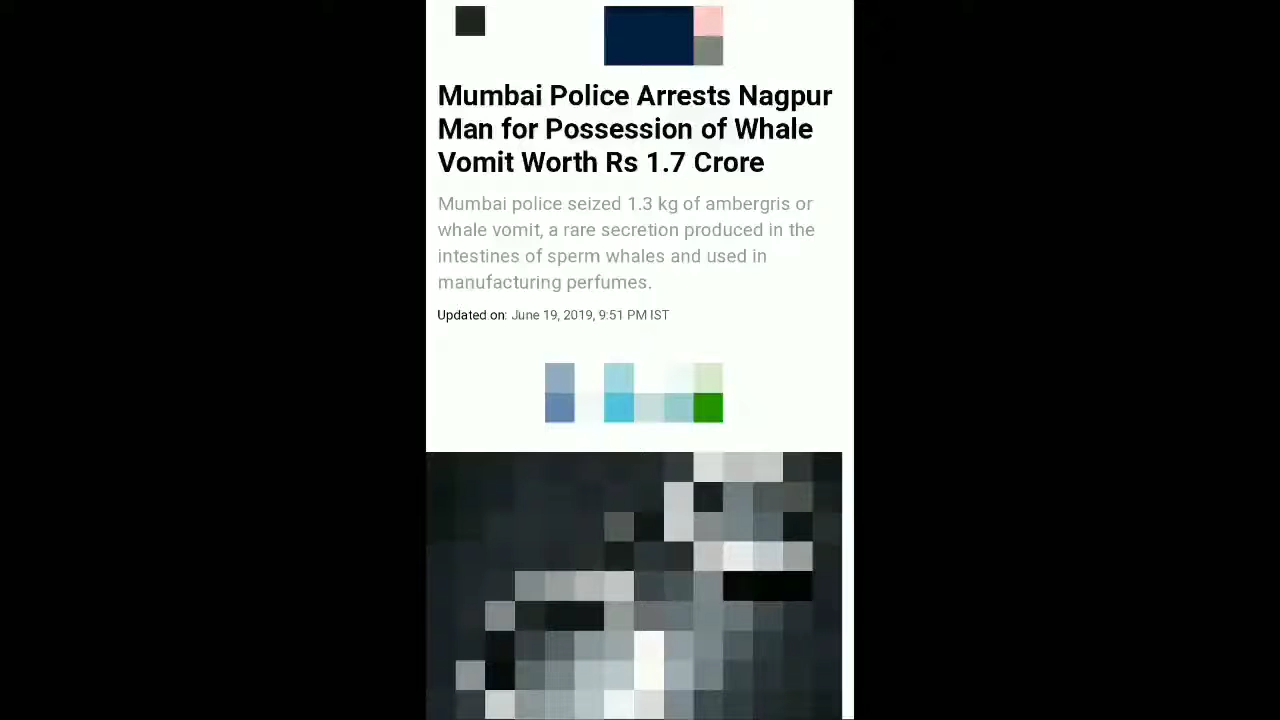 Mumbai Police Arrests Nagpur
Man for Possession of Whale
Vomit Worth Rs 1.7 Crore
Mumbai police seized 1.3 kg of ambergris or
whale vomit, a rare secretion produced in the
intestines of sperm whales and used in
manufacturing perfumes.
Updated on: June 19, 2019, 9:51 PM IST